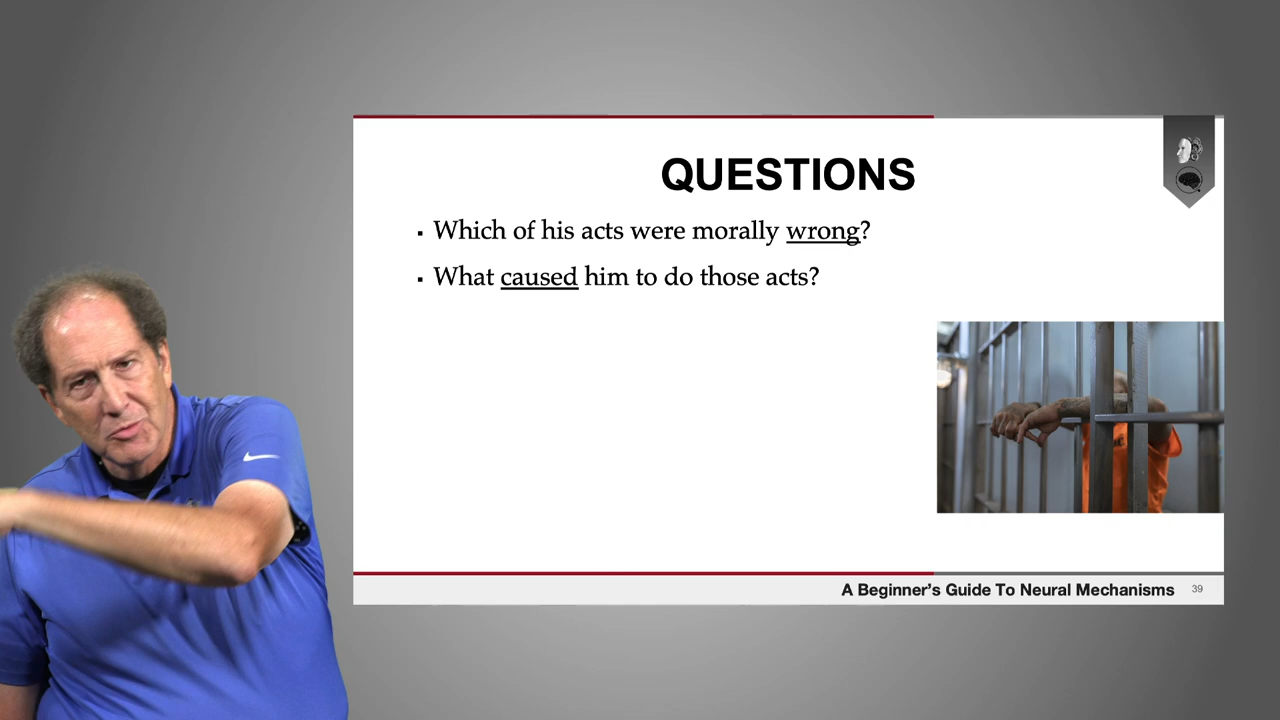 QUESTIONS
▪ Which of his acts were morally wrong?
▪ What caused him to do those acts?
A Beginner's Guide To Neural Mechanisms 39